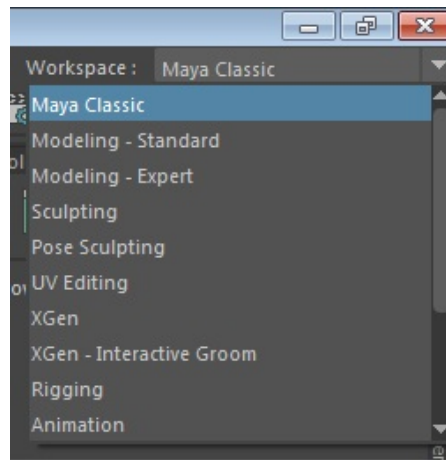 Workspace : Maya Classic
Maya Classic
Modeling - Standard
Modeling - Expert
Sculpting
Pose Sculpting
UV Editing
XGen
XGen - Interactive Groom
Rigging
Animation